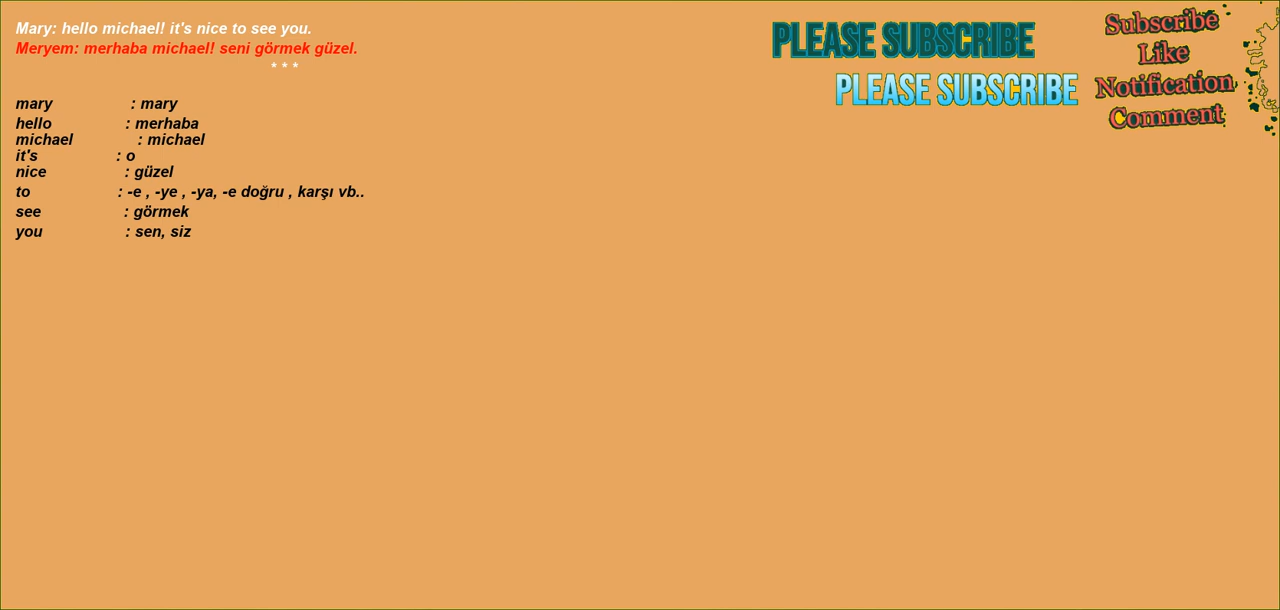 Mary: hello michael! it's nice to see you.
Meryem: merhaba michael! seni görmek güzel.
* * *
mary : mary
hello : merhaba
michael : michael
it's : o
nice : güzel
to : -e , -ye , -ya, -e doğru , karşı vb..
see : görmek
you : sen, siz
PLEASE SUBSCRIBE
PLEASE SUBSCRIBE
Subscribe
Like
Notification
Comment